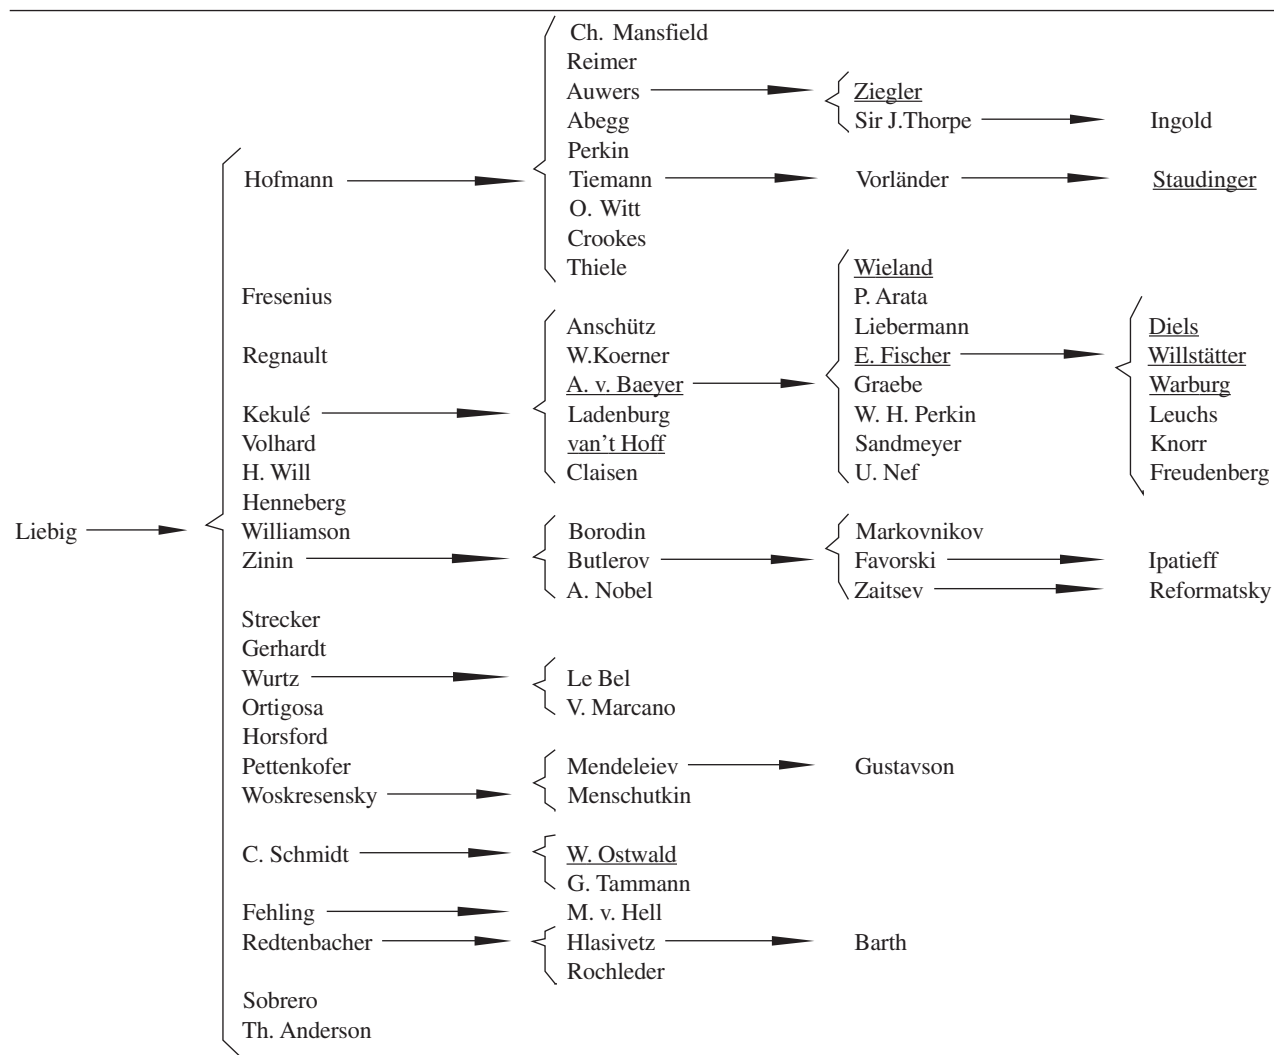 Ch. Mansfield
Reimer
Auwers Ziegler
Abegg Sir J.Thorpe Ingold
Perkin
Hofmann Tiemann Vorländer Staudinger
O. Witt
Crookes
Thiele Wieland
Fresenius P. Arata
Anschütz Liebermann Diels
Regnault W.Koerner E. Fischer Willstätter
A. v. Baeyer Graebe Warburg
Kekulé Ladenburg W. H. Perkin Leuchs
Volhard van't Hoff Sandmeyer Knorr
H. Will Claisen U. Nef Freudenberg
Henneberg
Liebig Williamson Borodin Markovnikov
Zinin Butlerov Favorski Ipatieff
A. Nobel Zaitsev Reformatsky
Strecker
Gerhardt
Wurtz Le Bel
Ortigosa V. Marcano
Horsford
Pettenkofer Mendeleiev Gustavson
Woskresensky Menschutkin
C. Schmidt W. Ostwald
G. Tammann
Fehling M. v. Hell
Redtenbacher Hlasivetz Barth
Rochleder
Sobrero
Th. Anderson